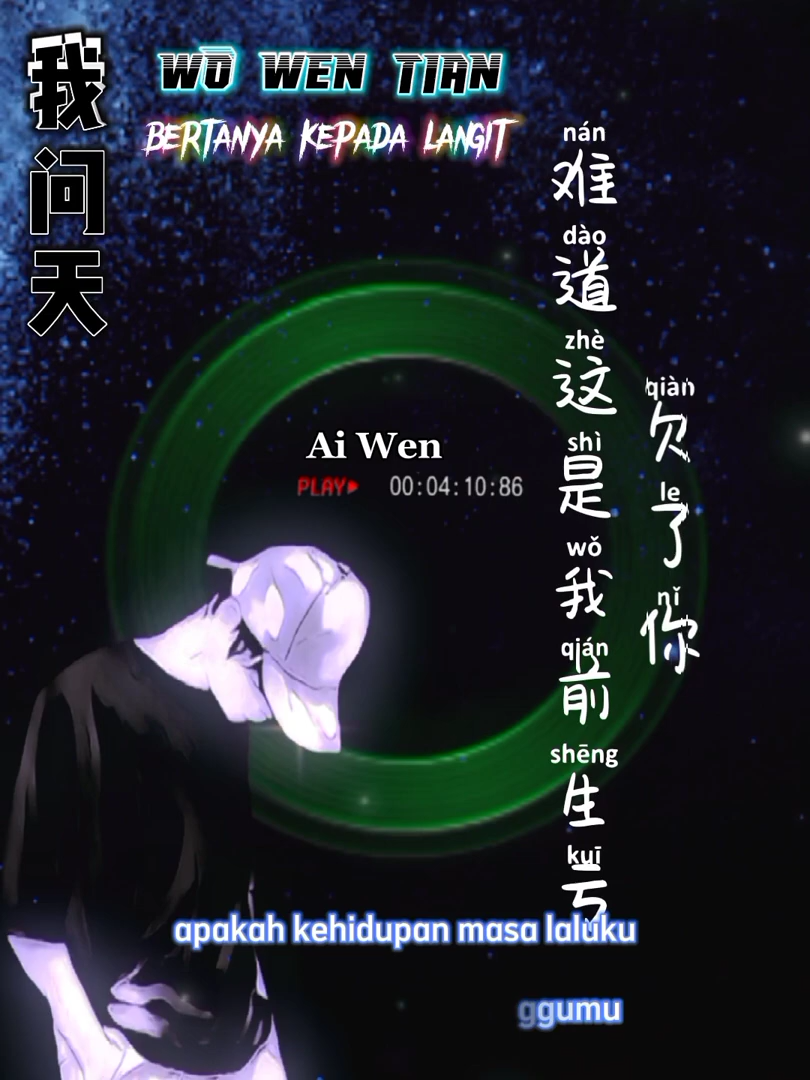 我问天
WŌ WEN TIAN
BERTANYA KEPADA LANGIT
nán dào zhè shì wǒ qián shēng kuī
难道这是我前生亏
qiàn le nǐ
欠了你
Ai Wen
PLAY 00:04:10:86
apakah kehidupan masa laluku
ggumu